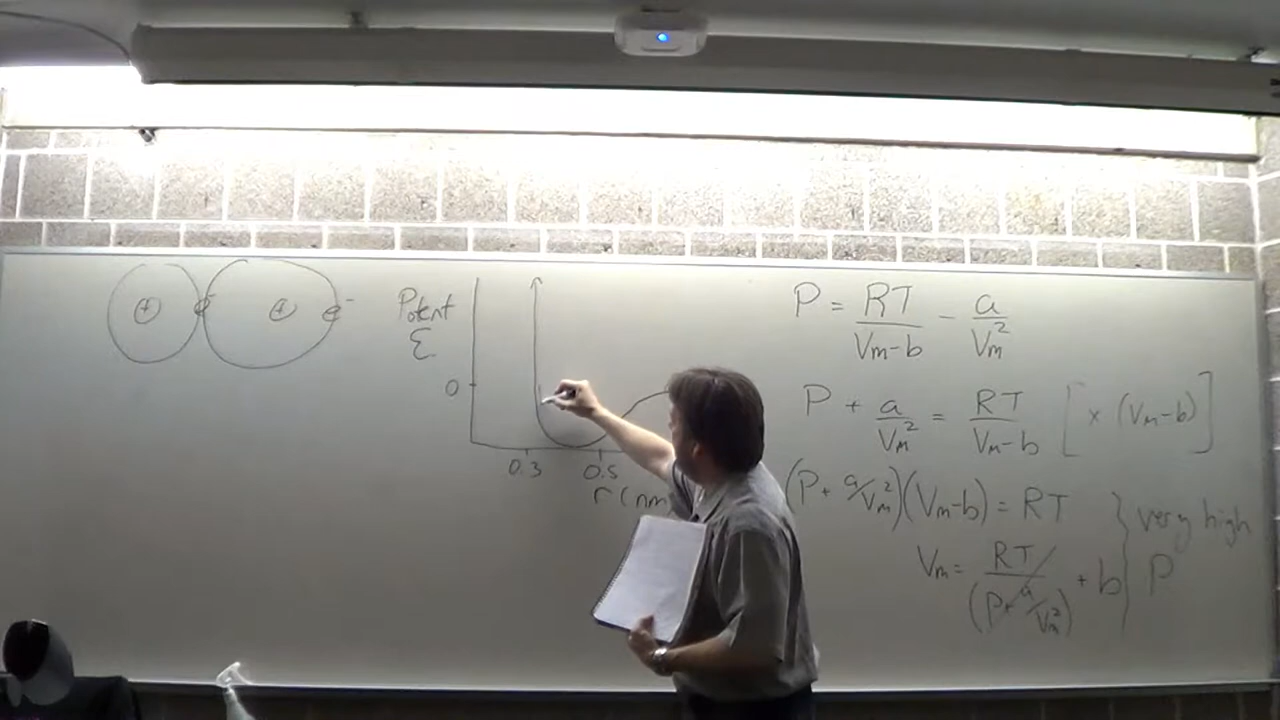 + e⁻ + e⁻
Potent
ε
0
0.3 0.5
r (nm
P = RT/(Vm-b) - a/Vm²
P + a/Vm² = RT/(Vm-b) [ × (Vm-b) ]
(P + a/Vm²)(Vm-b) = RT } very high
Vm = RT/(P + a/Vm²) + b P